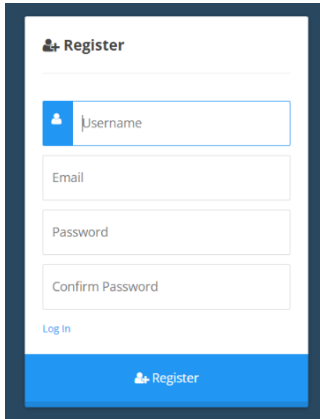 Register
Username
Email
Password
Confirm Password
Log In
Register